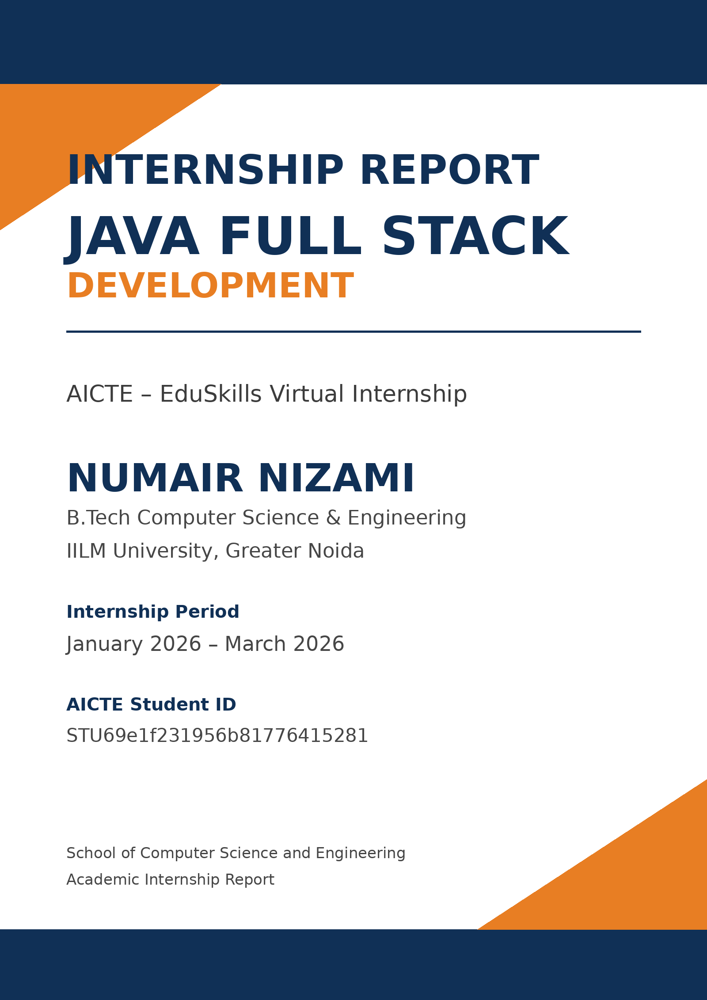 INTERNSHIP REPORT
JAVA FULL STACK
DEVELOPMENT
AICTE – EduSkills Virtual Internship
NUMAIR NIZAMI
B.Tech Computer Science & Engineering
IILM University, Greater Noida
Internship Period
January 2026 – March 2026
AICTE Student ID
STU69e1f231956b81776415281
School of Computer Science and Engineering
Academic Internship Report